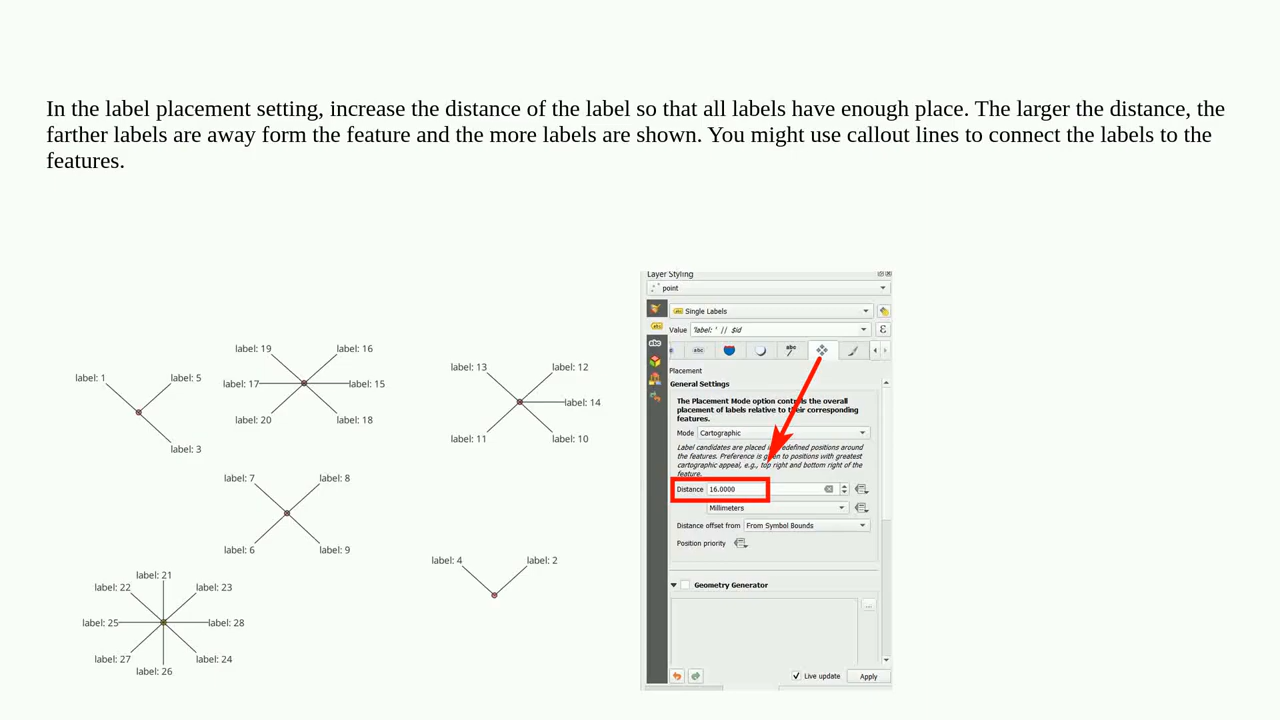 In the label placement setting, increase the distance of the label so that all labels have enough place. The larger the distance, the
farther labels are away form the feature and the more labels are shown. You might use callout lines to connect the labels to the
features.
label: 19
label: 16
label: 1
label: 5
label: 17
label: 15
label: 20
label: 18
label: 3
label: 13
label: 12
label: 14
label: 11
label: 10
label: 7
label: 8
label: 6
label: 9
label: 4
label: 2
label: 21
label: 22
label: 23
label: 25
label: 28
label: 27
label: 24
label: 26
Layer Styling
point
abc Single Labels
Value 'label: ' || $id ε
abc
abc
abc
Placement
General Settings
The Placement Mode option controls the overall
placement of labels relative to their corresponding
features.
Mode Cartographic
Label candidates are placed in predefined positions around
the features. Preference is given to positions with greatest
cartographic appeal, e.g., top right and bottom right of the
feature.
Distance 16.0000
Millimeters
Distance offset from From Symbol Bounds
Position priority
Geometry Generator
...
Live update Apply